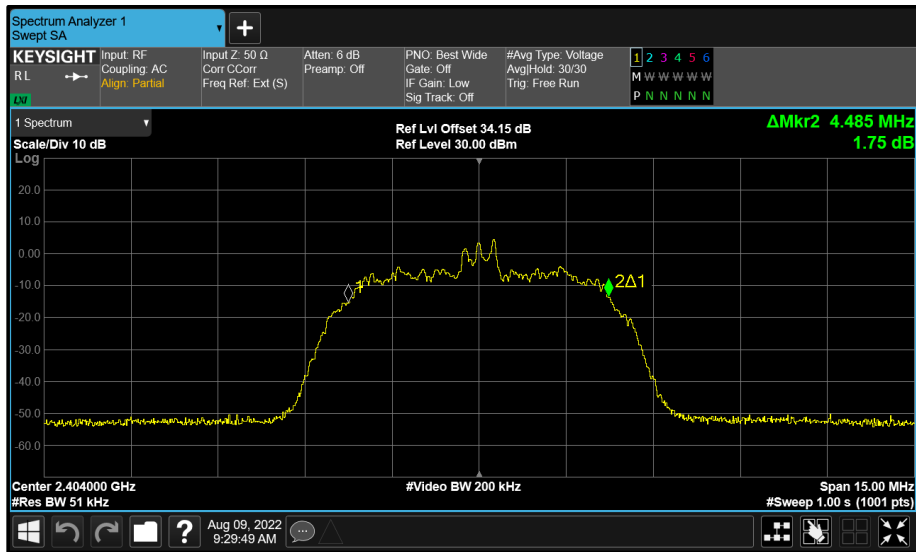 Spectrum Analyzer 1
Swept SA
+
KEYSIGHT
RL
LXI
Input: RF
Coupling: AC
Align: Partial
Input Z: 50 Ω
Corr CCorr
Freq Ref: Ext (S)
Atten: 6 dB
Preamp: Off
PNO: Best Wide
Gate: Off
IF Gain: Low
Sig Track: Off
#Avg Type: Voltage
Avg|Hold: 30/30
Trig: Free Run
1 2 3 4 5 6
M W W W W W
P N N N N N
1 Spectrum
Scale/Div 10 dB
Ref Lvl Offset 34.15 dB
Ref Level 30.00 dBm
ΔMkr2 4.485 MHz
1.75 dB
Log
20.0
10.0
0.00
-10.0
-20.0
-30.0
-40.0
-50.0
-60.0
1
2Δ1
Center 2.404000 GHz
#Res BW 51 kHz
#Video BW 200 kHz
Span 15.00 MHz
#Sweep 1.00 s (1001 pts)
?
Aug 09, 2022
9:29:49 AM